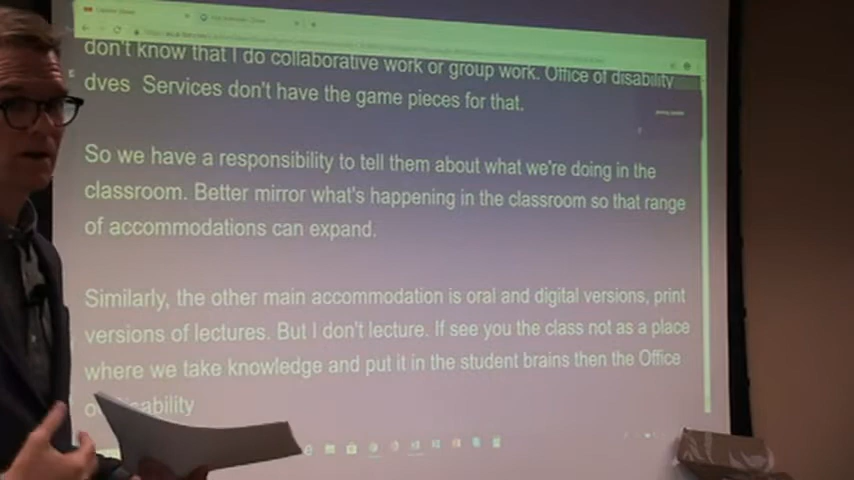 don't know that I do collaborative work or group work. Office of disability
dves Services don't have the game pieces for that.
So we have a responsibility to tell them about what we're doing in the
classroom. Better mirror what's happening in the classroom so that range
of accommodations can expand.
Similarly, the other main accommodation is oral and digital versions, print
versions of lectures. But I don't lecture. If see you the class not as a place
where we take knowledge and put it in the student brains then the Office
disability